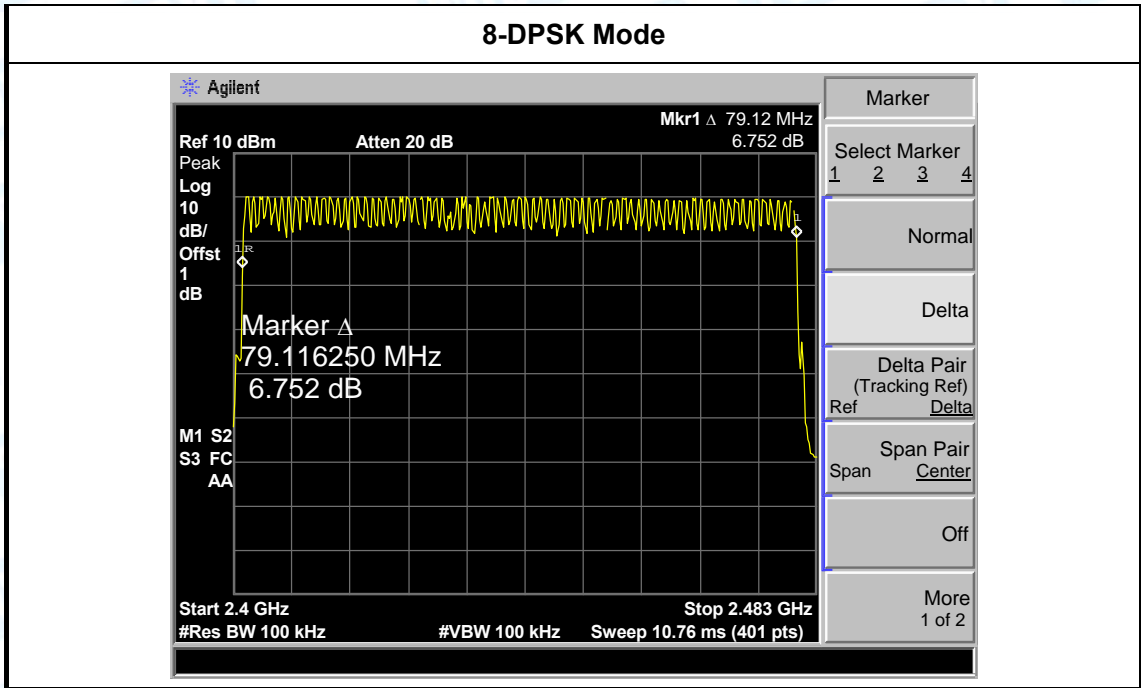 8-DPSK Mode
Agilent
Marker
Mkr1 Δ 79.12 MHz
Ref 10 dBm Atten 20 dB 6.752 dB
Select Marker
1 2 3 4
Peak
Log
10
dB/
Offst
1
dB
1R
1
Normal
Marker Δ
79.116250 MHz
6.752 dB
Delta
Delta Pair
(Tracking Ref)
Ref Delta
M1 S2
S3 FC
AA
Span Pair
Span Center
Off
Start 2.4 GHz Stop 2.483 GHz
#Res BW 100 kHz #VBW 100 kHz Sweep 10.76 ms (401 pts)
More
1 of 2